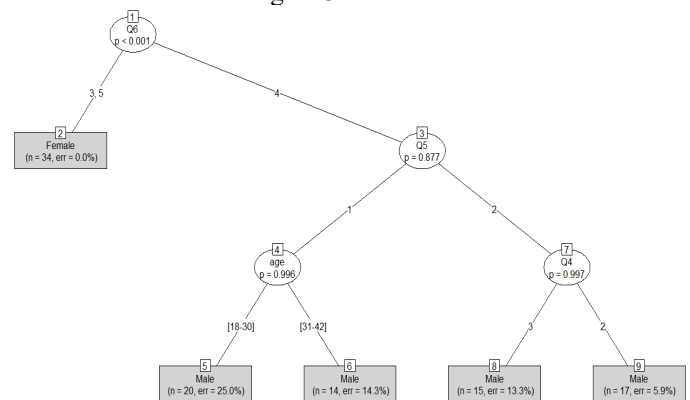 1
Q6
p < 0.001
3, 5
4
2
Female
(n = 34, err = 0.0%)
3
Q5
p = 0.877
1
2
4
age
p = 0.996
7
Q4
p = 0.997
[18-30]
[31-42]
3
2
5
Male
(n = 20, err = 25.0%)
6
Male
(n = 14, err = 14.3%)
8
Male
(n = 15, err = 13.3%)
9
Male
(n = 17, err = 5.9%)